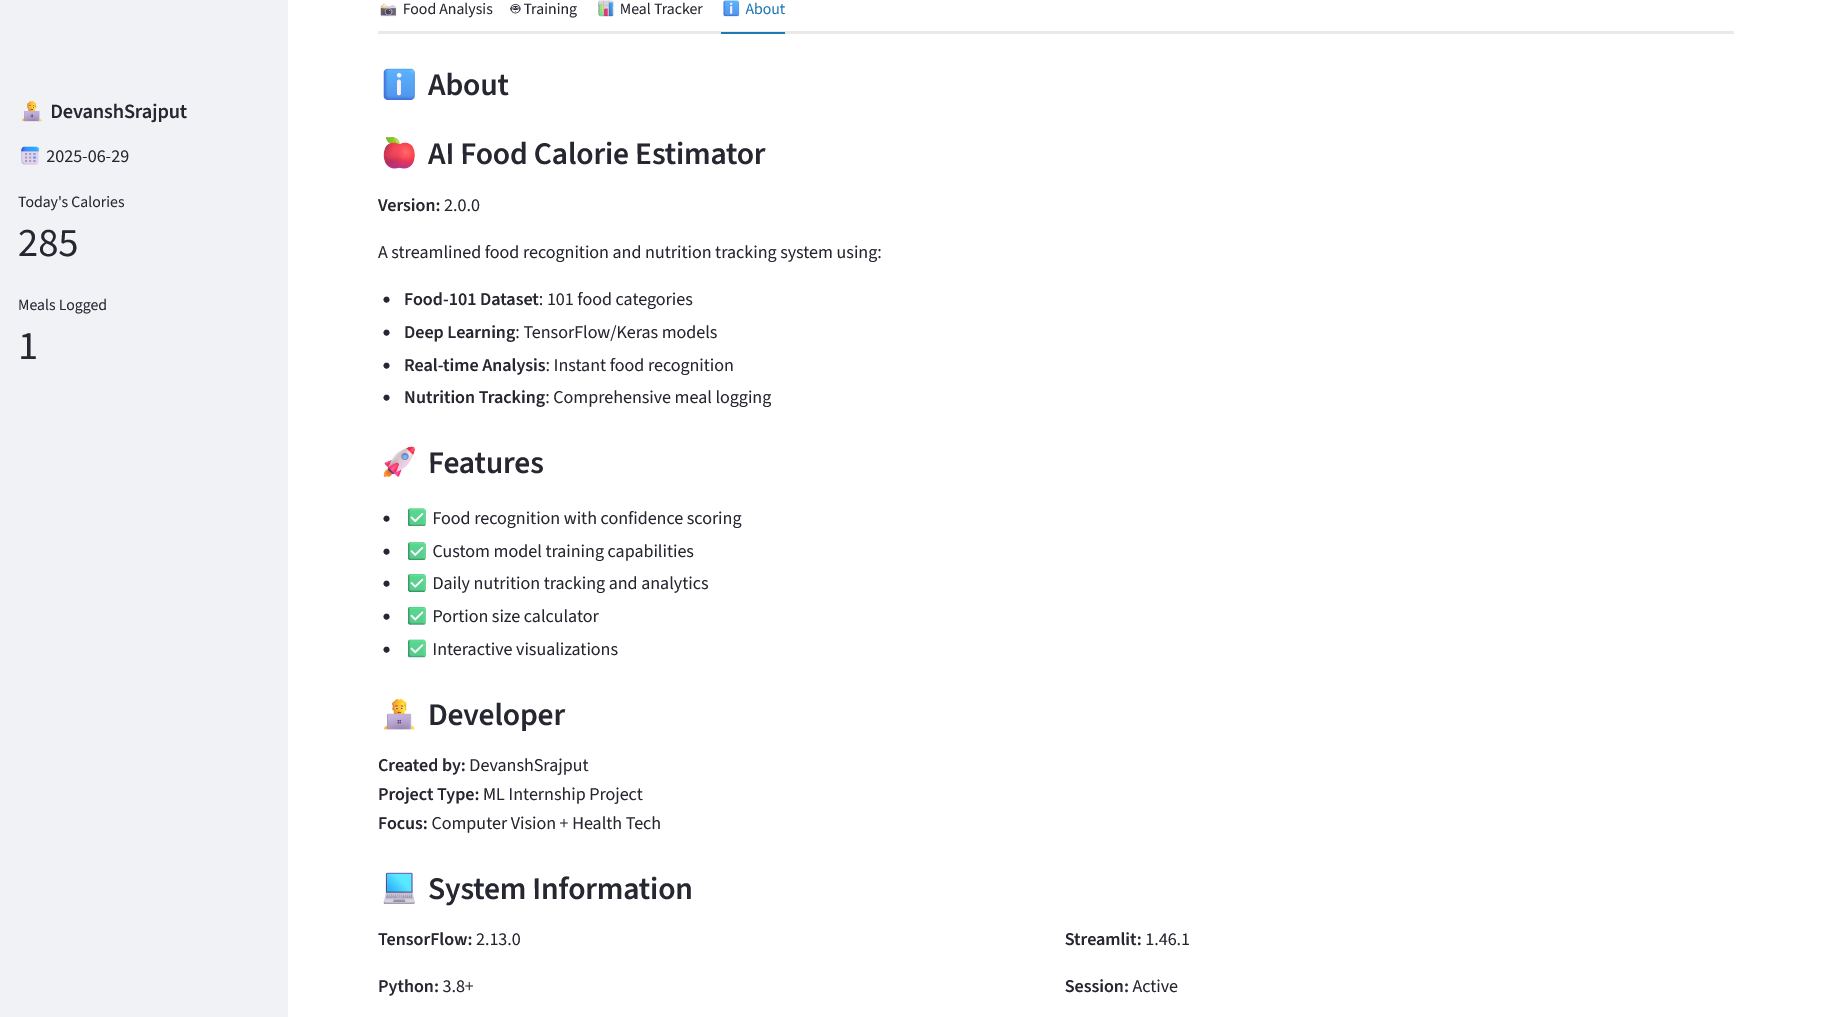 Food Analysis Training Meal Tracker About
DevanshSrajput
2025-06-29
Today's Calories
285
Meals Logged
1
About
AI Food Calorie Estimator
Version: 2.0.0
A streamlined food recognition and nutrition tracking system using:
• Food-101 Dataset: 101 food categories
• Deep Learning: TensorFlow/Keras models
• Real-time Analysis: Instant food recognition
• Nutrition Tracking: Comprehensive meal logging
Features
• ✅ Food recognition with confidence scoring
• ✅ Custom model training capabilities
• ✅ Daily nutrition tracking and analytics
• ✅ Portion size calculator
• ✅ Interactive visualizations
Developer
Created by: DevanshSrajput
Project Type: ML Internship Project
Focus: Computer Vision + Health Tech
System Information
TensorFlow: 2.13.0 Streamlit: 1.46.1
Python: 3.8+ Session: Active